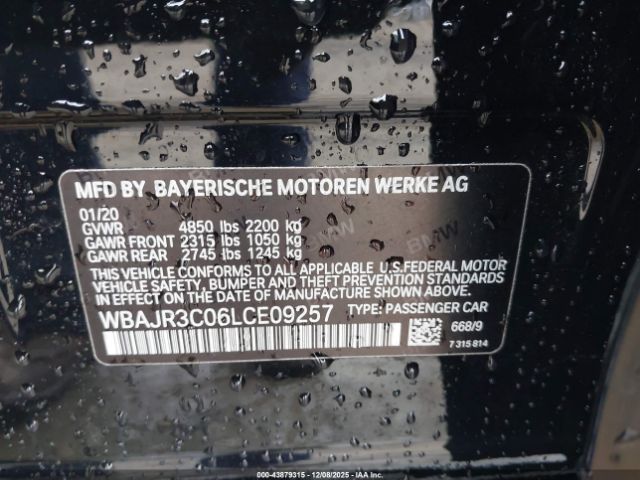 MFD BY BAYERISCHE MOTOREN WERKE AG
01/20
GVWR 4850 lbs 2200 kg
GAWR FRONT 2315 lbs 1050 kg
GAWR REAR 2745 lbs 1245 kg
THIS VEHICLE CONFORMS TO ALL APPLICABLE U.S.FEDERAL MOTOR
VEHICLE SAFETY, BUMPER, AND THEFT PREVENTION STANDARDS
IN EFFECT ON THE DATE OF MANUFACTURE SHOWN ABOVE.
WBAJR3C06LCE09257 TYPE: PASSENGER CAR
668/9
7 315 814
000-43879315 - 12/08/2025 - IAA Inc.